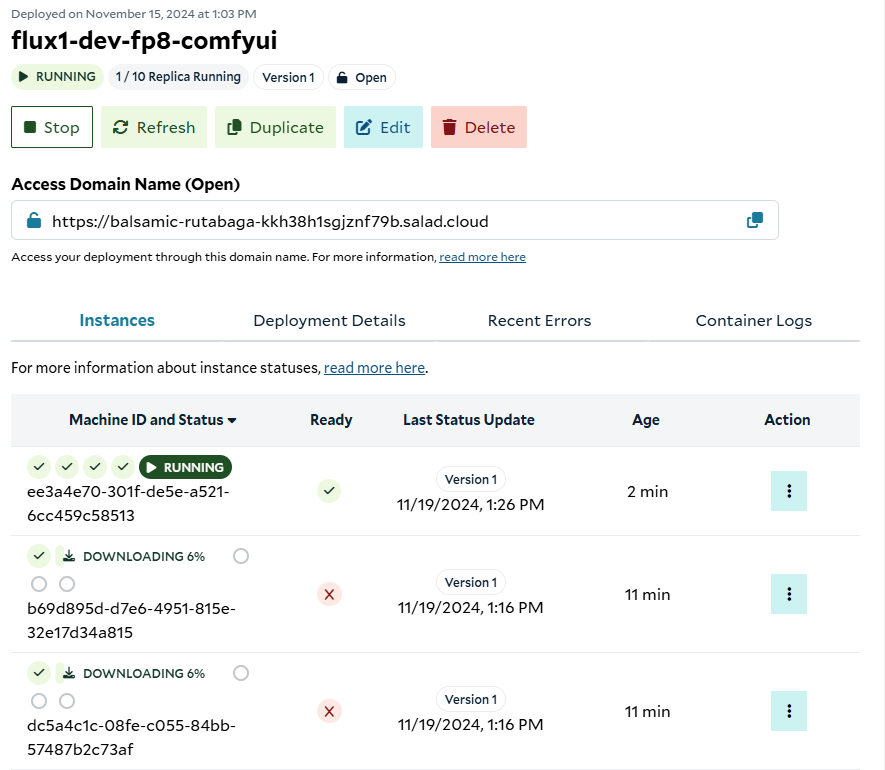 Deployed on November 15, 2024 at 1:03 PM
flux1-dev-fp8-comfyui
RUNNING 1 / 10 Replica Running Version 1 Open
Stop Refresh Duplicate Edit Delete
Access Domain Name (Open)
https://balsamic-rutabaga-kkh38h1sgjznf79b.salad.cloud
Access your deployment through this domain name. For more information, read more here
Instances Deployment Details Recent Errors Container Logs
For more information about instance statuses, read more here.
Machine ID and Status Ready Last Status Update Age Action
RUNNING
ee3a4e70-301f-de5e-a521-
6cc459c58513
Version 1
11/19/2024, 1:26 PM
2 min
DOWNLOADING 6%
b69d895d-d7e6-4951-815e-
32e17d34a815
Version 1
11/19/2024, 1:16 PM
11 min
DOWNLOADING 6%
dc5a4c1c-08fe-c055-84bb-
57487b2c73af
Version 1
11/19/2024, 1:16 PM
11 min